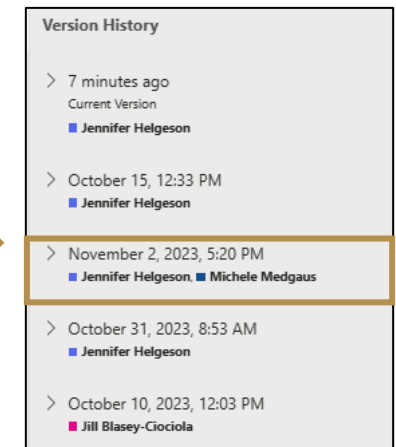 Version History
7 minutes ago
Current Version
Jennifer Helgeson
October 15, 12:33 PM
Jennifer Helgeson
November 2, 2023, 5:20 PM
Jennifer Helgeson, Michele Medgaus
October 31, 2023, 8:53 AM
Jennifer Helgeson
October 10, 2023, 12:03 PM
Jill Blasey-Ciociola